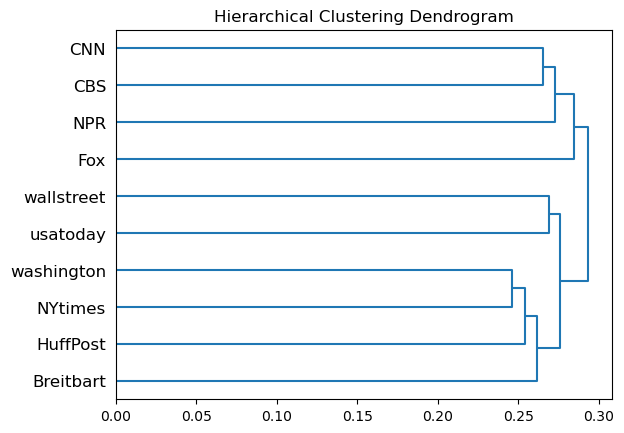 Hierarchical Clustering Dendrogram
CNN
CBS
NPR
Fox
wallstreet
usatoday
washington
NYtimes
HuffPost
Breitbart
0.00 0.05 0.10 0.15 0.20 0.25 0.30